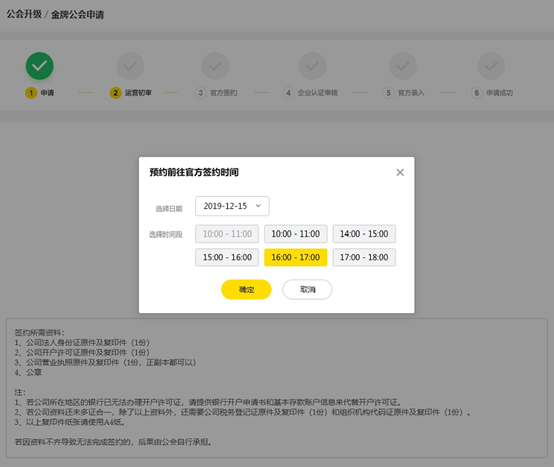 公会升级 / 金牌公会申请
1 申请
2 运营初审
3 官方签约
4 企业认证审核
5 官方录入
6 申请成功
预约前往官方签约时间
选择日期 2019-12-15
选择时间段 10:00 - 11:00 10:00 - 11:00 14:00 - 15:00
15:00 - 16:00 16:00 - 17:00 17:00 - 18:00
确定 取消
签约所需资料：
1、公司法人身份证原件及复印件（1份）
2、公司开户许可证原件及复印件（1份）
3、公司营业执照原件及复印件（1份，正副本都可以）
4、公章
注：
1、若公司所在地区的银行已无法办理开户许可证，请提供银行开户申请书和基本存款账户信息来代替开户许可证。
2、若公司资料还未多证合一，除了以上资料外，还需要公司税务登记证原件及复印件（1份）和组织机构代码证原件及复印件（1份）。
3、以上复印件纸张请使用A4纸。
若因资料不齐导致无法完成签约的，后果由公会自行承担。